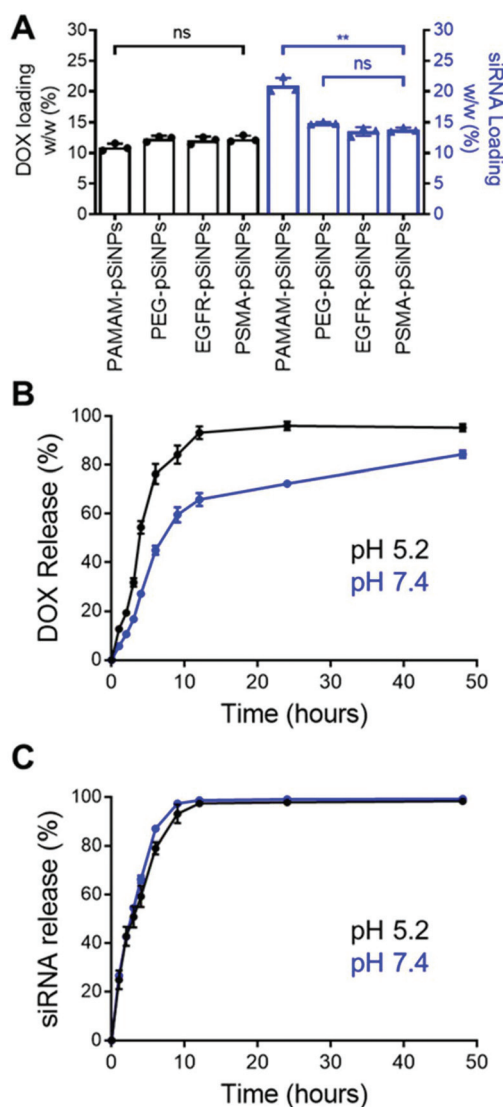 A
ns
**
ns
DOX loading
w/w (%)
30
25
20
15
10
5
0
30
25
20
15
10
5
0
siRNA Loading
w/w (%)
PAMAM-pSiNPs
PEG-pSiNPs
EGFR-pSiNPs
PSMA-pSiNPs
PAMAM-pSiNPs
PEG-pSiNPs
EGFR-pSiNPs
PSMA-pSiNPs
B
DOX Release (%)
100
80
60
40
20
0
pH 5.2
pH 7.4
0 10 20 30 40 50
Time (hours)
C
siRNA release (%)
100
80
60
40
20
0
pH 5.2
pH 7.4
0 10 20 30 40 50
Time (hours)